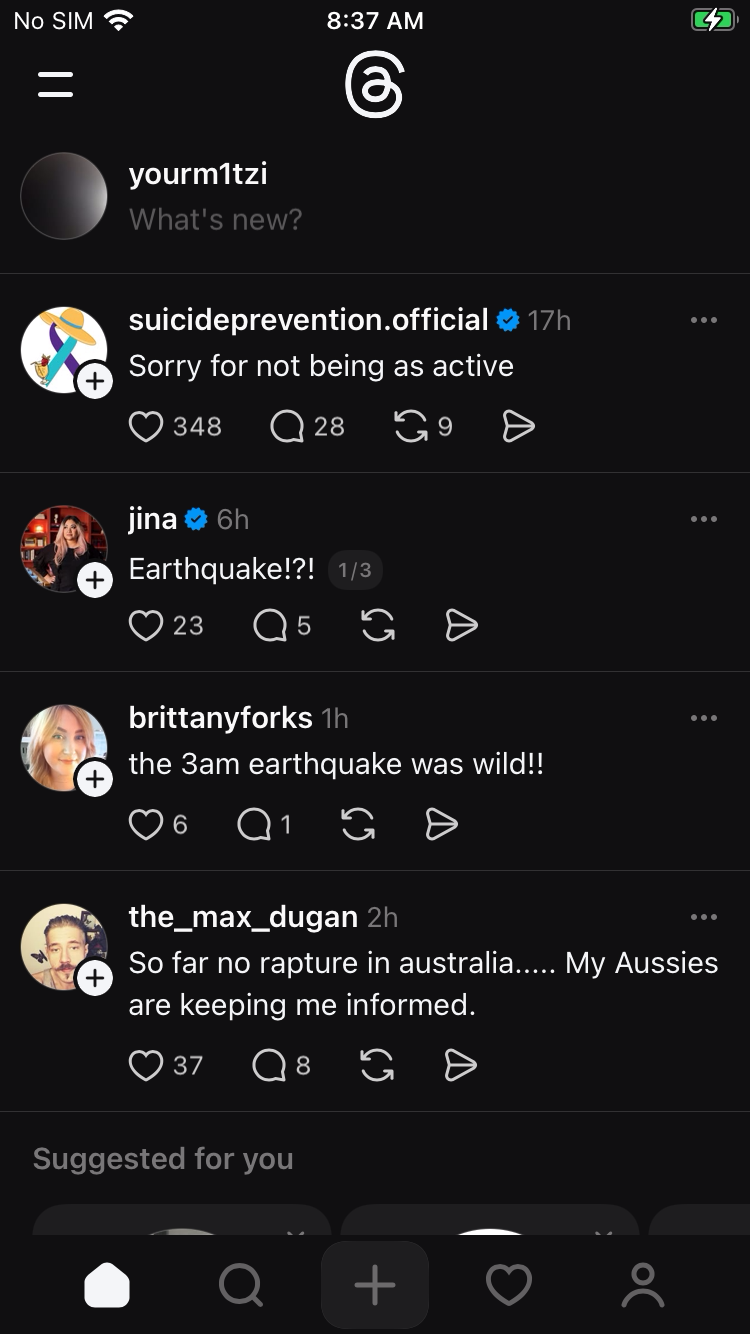 No SIM 8:37 AM
yourm1tzi
What's new?
suicideprevention.official 17h
Sorry for not being as active
348 28 9
jina 6h
Earthquake!?! 1/3
23 5
brittanyforks 1h
the 3am earthquake was wild!!
6 1
the_max_dugan 2h
So far no rapture in australia..... My Aussies
are keeping me informed.
37 8
Suggested for you